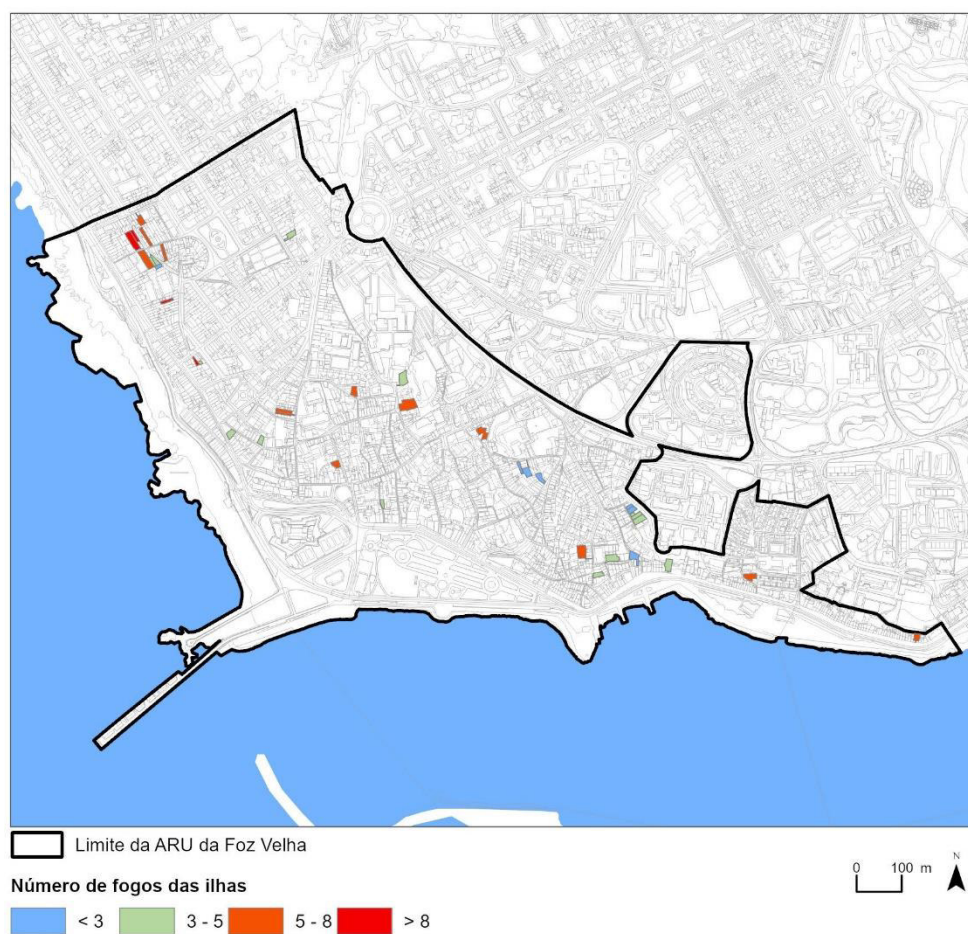 Limite da ARU da Foz Velha
0 100 m
N
Número de fogos das ilhas
< 3 3 - 5 5 - 8 > 8